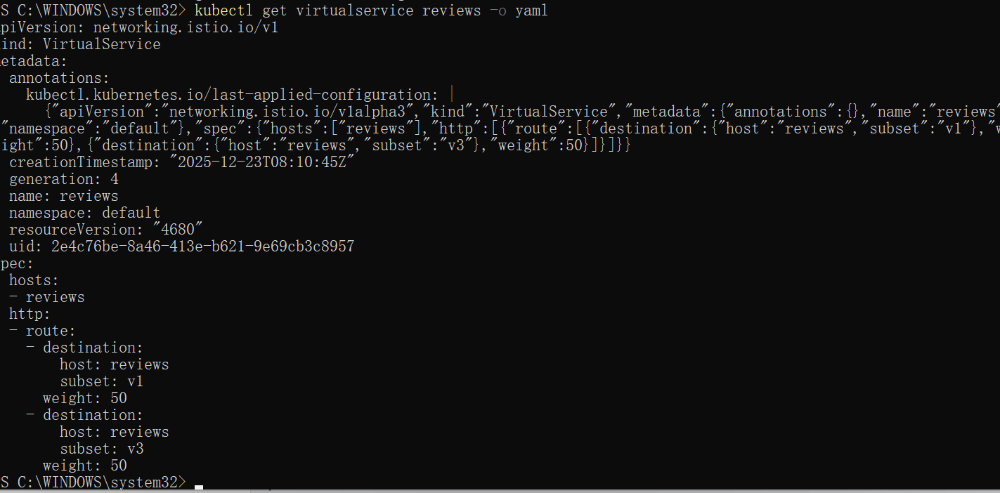 S C:\WINDOWS\system32> kubectl get virtualservice reviews -o yaml
piVersion: networking.istio.io/v1
ind: VirtualService
etadata:
  annotations:
    kubectl.kubernetes.io/last-applied-configuration: |
      {"apiVersion":"networking.istio.io/v1alpha3","kind":"VirtualService","metadata":{"annotations":{},"name":"reviews"
"namespace":"default"},"spec":{"hosts":["reviews"],"http":[{"route":[{"destination":{"host":"reviews","subset":"v1"},"w
ight":50},{"destination":{"host":"reviews","subset":"v3"},"weight":50}]}]}}
  creationTimestamp: "2025-12-23T08:10:45Z"
  generation: 4
  name: reviews
  namespace: default
  resourceVersion: "4680"
  uid: 2e4c76be-8a46-413e-b621-9e69cb3c8957
pec:
  hosts:
  - reviews
  http:
  - route:
    - destination:
        host: reviews
        subset: v1
      weight: 50
    - destination:
        host: reviews
        subset: v3
      weight: 50
S C:\WINDOWS\system32>